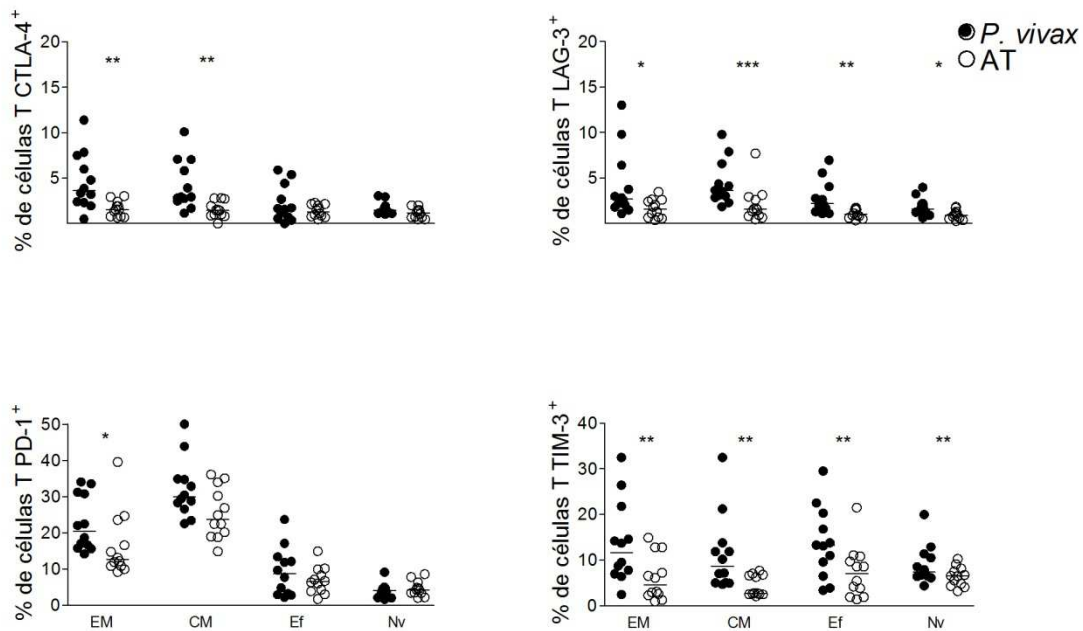 % de células T CTLA-4+
20
15
10
5
** **
% de células T LAG-3+
20
15
10
5
* *** ** *
P. vivax
AT
% de células T PD-1+
50
40
30
20
10
0
*
EM CM Ef Nv
% de células T TIM-3+
40
30
20
10
0
** ** ** **
EM CM Ef Nv